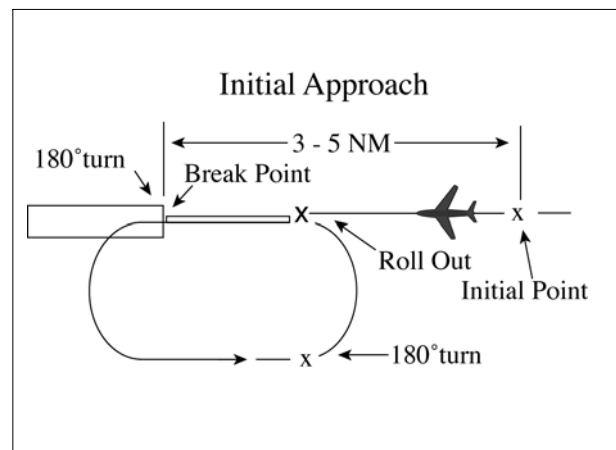 Initial Approach
3 - 5 NM
180°turn
Break Point
X
x
Roll Out
Initial Point
x
180°turn